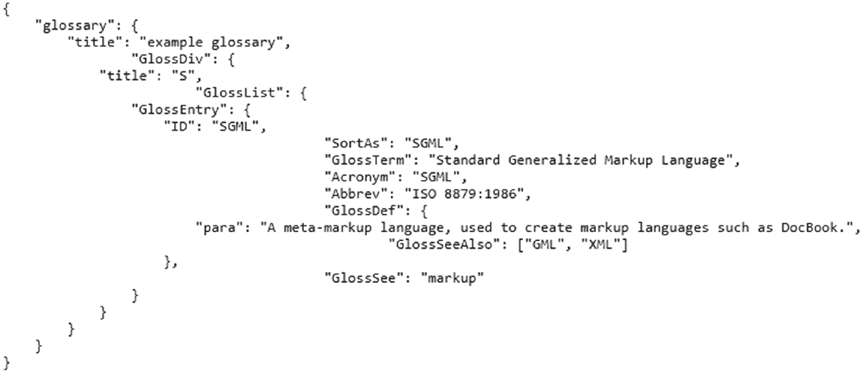 {
    "glossary": {
        "title": "example glossary",
                "GlossDiv": {
            "title": "S",
                        "GlossList": {
                "GlossEntry": {
                    "ID": "SGML",
                                        "SortAs": "SGML",
                                        "GlossTerm": "Standard Generalized Markup Language",
                                        "Acronym": "SGML",
                                        "Abbrev": "ISO 8879:1986",
                                        "GlossDef": {
                        "para": "A meta-markup language, used to create markup languages such as DocBook.",
                                                "GlossSeeAlso": ["GML", "XML"]
                    },
                                        "GlossSee": "markup"
                }
            }
        }
    }
}